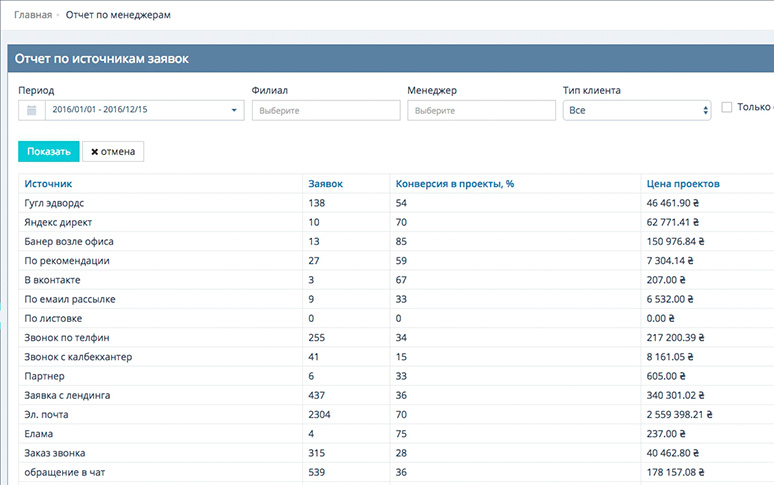 Главная - Отчет по менеджерам
Отчет по источникам заявок
Период Филиал Менеджер Тип клиента
2016/01/01 - 2016/12/15 Выберите Выберите Все Только
Показать × отмена
Источник Заявок Конверсия в проекты, % Цена проектов
Гугл эдвордс 138 54 46 461.90 ₴
Яндекс директ 10 70 62 771.41 ₴
Банер возле офиса 13 85 150 976.84 ₴
По рекомендации 27 59 7 304.14 ₴
В вконтакте 3 67 207.00 ₴
По емаил рассылке 9 33 6 532.00 ₴
По листовке 0 0 0.00 ₴
Звонок по телфин 255 34 217 200.39 ₴
Звонок с калбекхантер 41 15 8 161.05 ₴
Партнер 6 33 605.00 ₴
Заявка с лендинга 437 36 340 301.02 ₴
Эл. почта 2304 70 2 559 398.21 ₴
Елама 4 75 237.00 ₴
Заказ звонка 315 28 40 462.80 ₴
обращение в чат 539 36 178 157.08 ₴